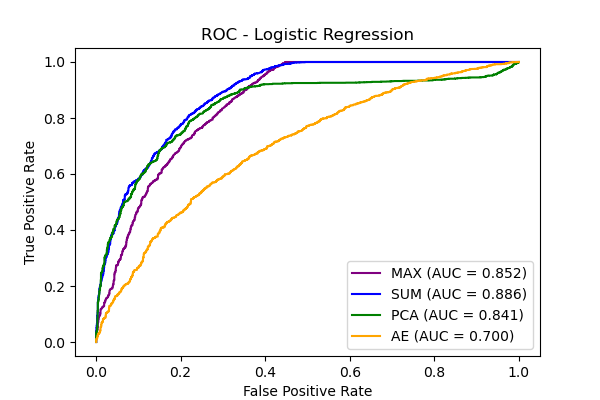 ROC - Logistic Regression
True Positive Rate
1.0
0.8
0.6
0.4
0.2
0.0
MAX (AUC = 0.852)
SUM (AUC = 0.886)
PCA (AUC = 0.841)
AE (AUC = 0.700)
0.0 0.2 0.4 0.6 0.8 1.0
False Positive Rate